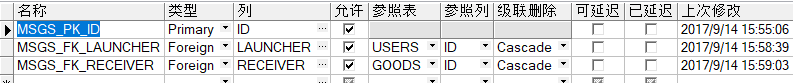 名称 类型 列 允许 参照表 参照列 级联删除 可延迟 已延迟 上次修改
MSGS_PK_ID Primary ID ... 2017/9/14 15:55:06
MSGS_FK_LAUNCHER Foreign LAUNCHER ... USERS ID Cascade 2017/9/14 15:58:39
MSGS_FK_RECEIVER Foreign RECEIVER ... GOODS ID Cascade 2017/9/14 15:59:03